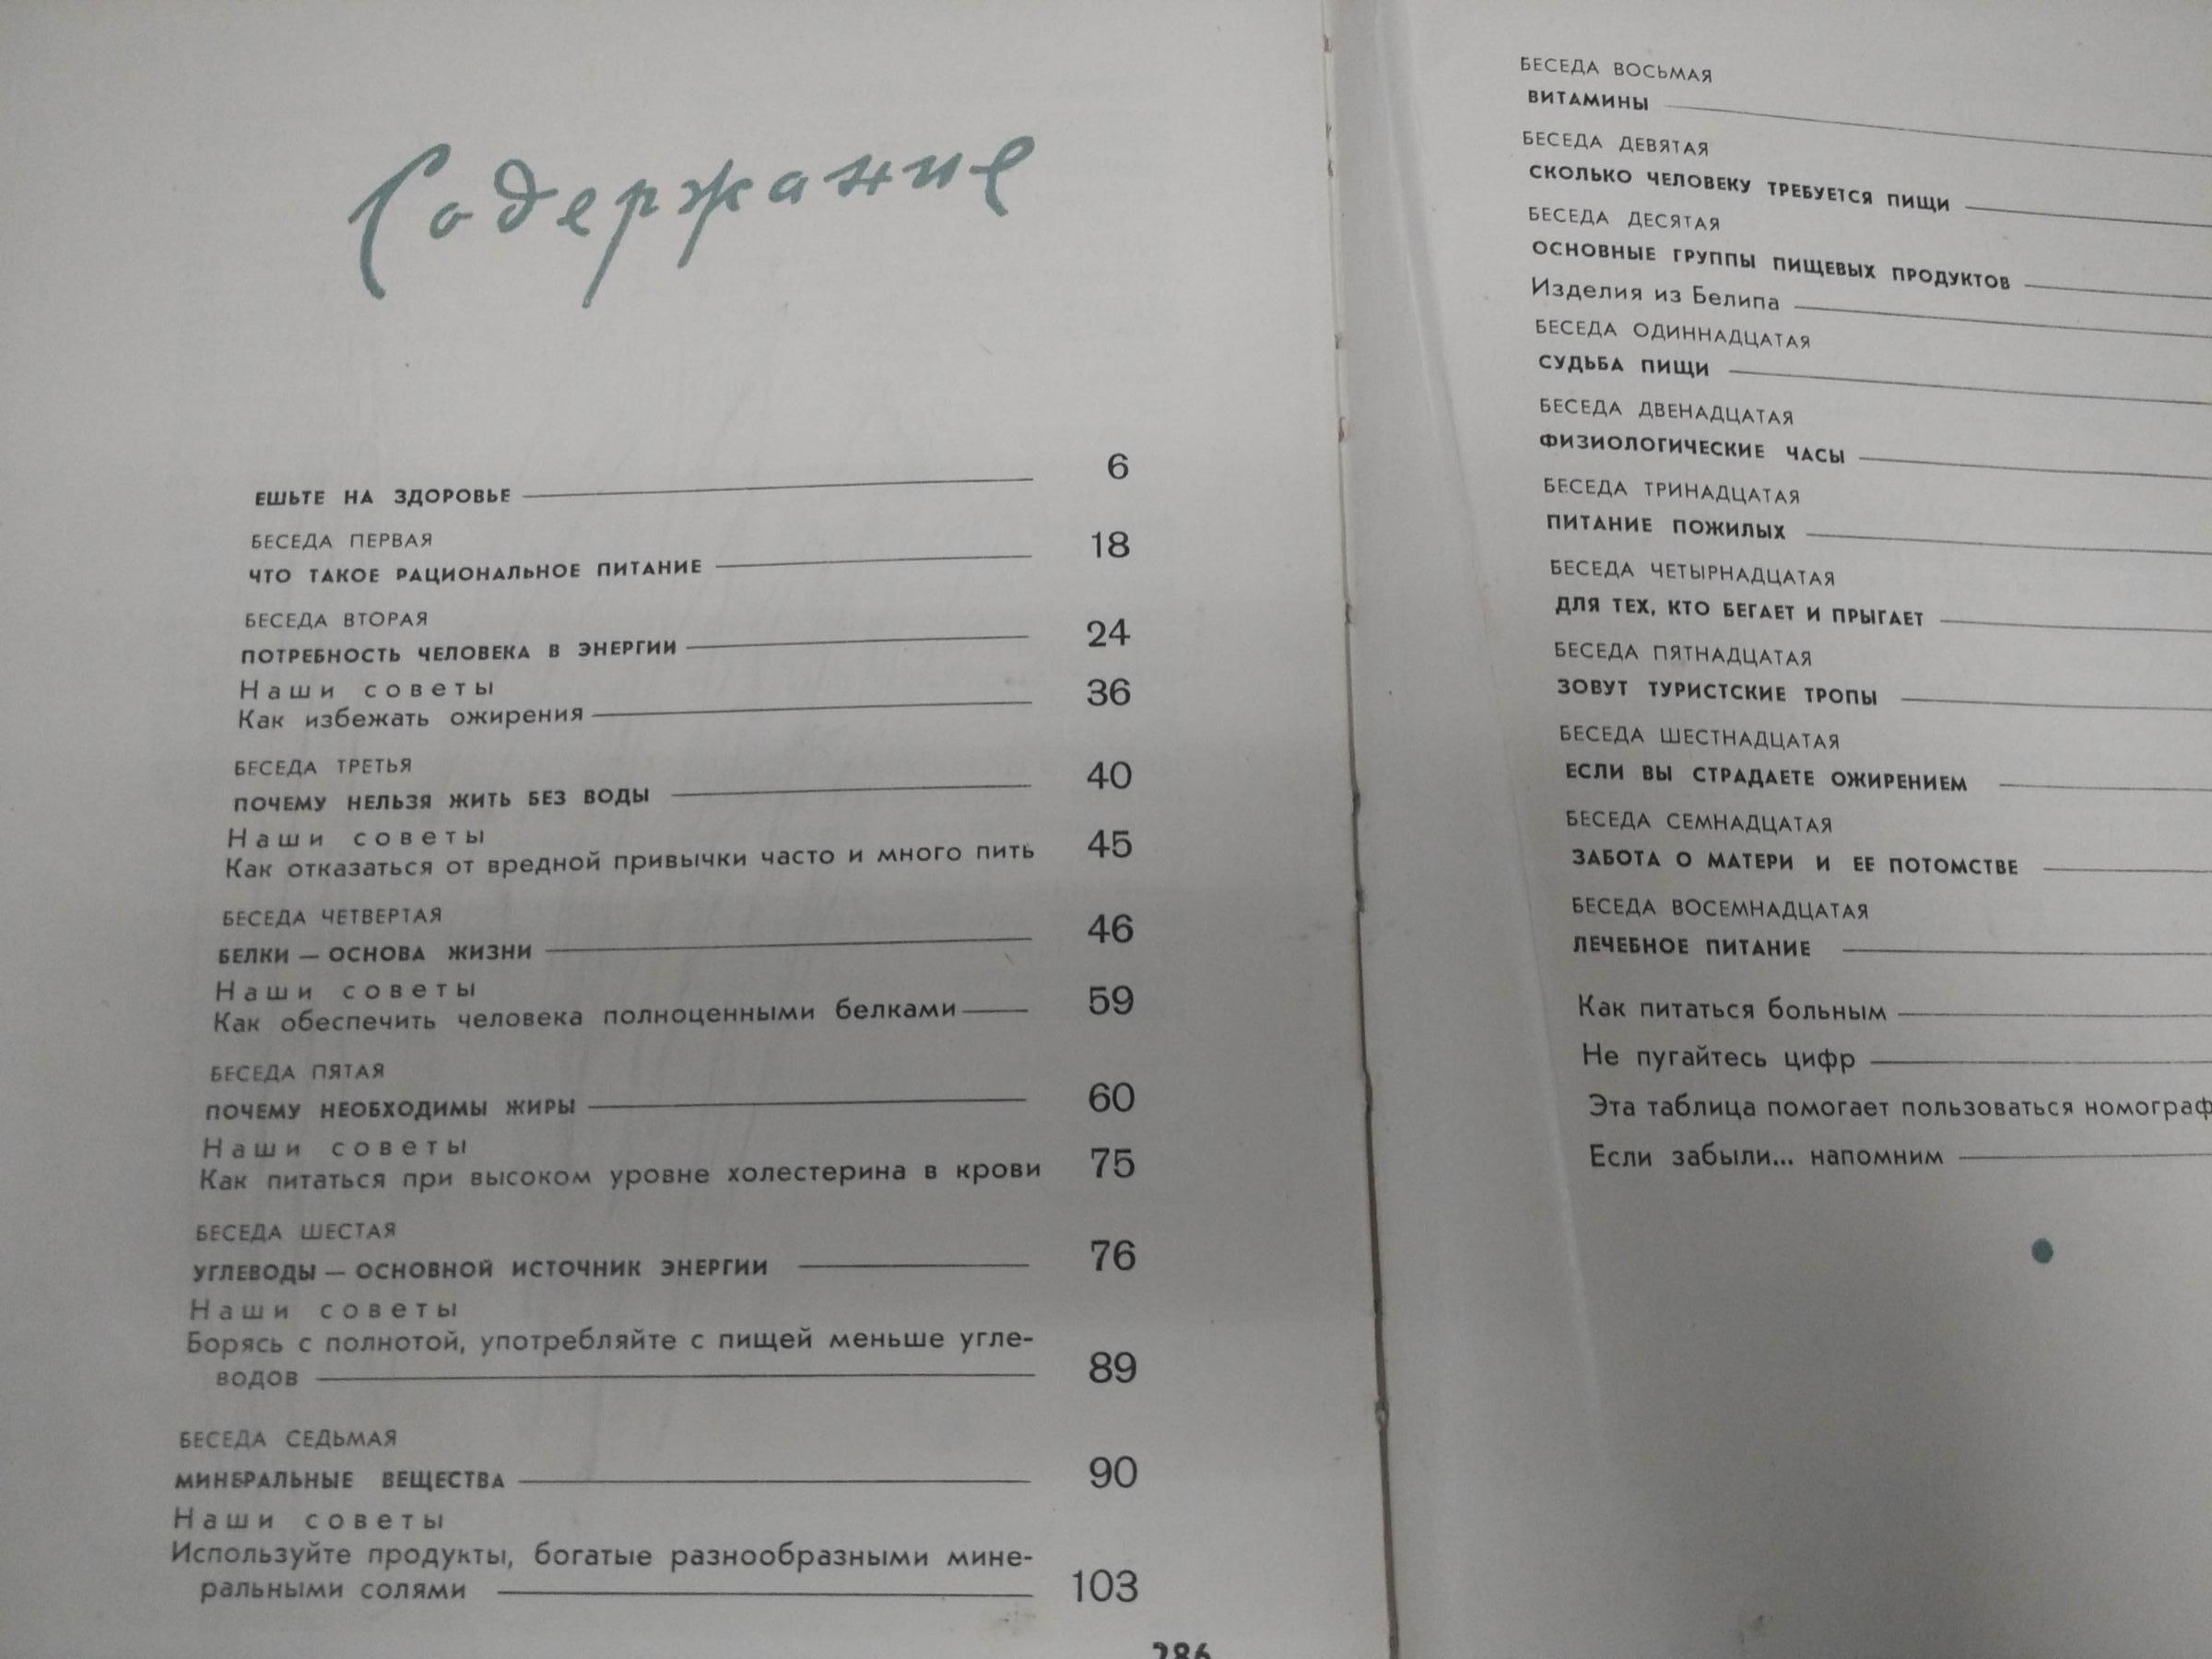 Содержание
ЕШЬТЕ НА ЗДОРОВЬЕ 6
БЕСЕДА ПЕРВАЯ
ЧТО ТАКОЕ РАЦИОНАЛЬНОЕ ПИТАНИЕ 18
БЕСЕДА ВТОРАЯ
ПОТРЕБНОСТЬ ЧЕЛОВЕКА В ЭНЕРГИИ 24
Наши советы
Как избежать ожирения 36
БЕСЕДА ТРЕТЬЯ
ПОЧЕМУ НЕЛЬЗЯ ЖИТЬ БЕЗ ВОДЫ 40
Наши советы
Как отказаться от вредной привычки часто и много пить 45
БЕСЕДА ЧЕТВЕРТАЯ
БЕЛКИ — ОСНОВА ЖИЗНИ 46
Наши советы
Как обеспечить человека полноценными белками 59
БЕСЕДА ПЯТАЯ
ПОЧЕМУ НЕОБХОДИМЫ ЖИРЫ 60
Наши советы
Как питаться при высоком уровне холестерина в крови 75
БЕСЕДА ШЕСТАЯ
УГЛЕВОДЫ — ОСНОВНОЙ ИСТОЧНИК ЭНЕРГИИ 76
Наши советы
Борясь с полнотой, употребляйте с пищей меньше угле-
водов 89
БЕСЕДА СЕДЬМАЯ
МИНЕРАЛЬНЫЕ ВЕЩЕСТВА 90
Наши советы
Используйте продукты, богатые разнообразными мине-
ральными солями 103
286
БЕСЕДА ВОСЬМАЯ
ВИТАМИНЫ
БЕСЕДА ДЕВЯТАЯ
СКОЛЬКО ЧЕЛОВЕКУ ТРЕБУЕТСЯ ПИЩИ
БЕСЕДА ДЕСЯТАЯ
ОСНОВНЫЕ ГРУППЫ ПИЩЕВЫХ ПРОДУКТОВ
Изделия из Белипа
БЕСЕДА ОДИННАДЦАТАЯ
СУДЬБА ПИЩИ
БЕСЕДА ДВЕНАДЦАТАЯ
ФИЗИОЛОГИЧЕСКИЕ ЧАСЫ
БЕСЕДА ТРИНАДЦАТАЯ
ПИТАНИЕ ПОЖИЛЫХ
БЕСЕДА ЧЕТЫРНАДЦАТАЯ
ДЛЯ ТЕХ, КТО БЕГАЕТ И ПРЫГАЕТ
БЕСЕДА ПЯТНАДЦАТАЯ
ЗОВУТ ТУРИСТСКИЕ ТРОПЫ
БЕСЕДА ШЕСТНАДЦАТАЯ
ЕСЛИ ВЫ СТРАДАЕТЕ ОЖИРЕНИЕМ
БЕСЕДА СЕМНАДЦАТАЯ
ЗАБОТА О МАТЕРИ И ЕЕ ПОТОМСТВЕ
БЕСЕДА ВОСЕМНАДЦАТАЯ
ЛЕЧЕБНОЕ ПИТАНИЕ
Как питаться больным
Не пугайтесь цифр
Эта таблица помогает пользоваться номограф
Если забыли... напомним